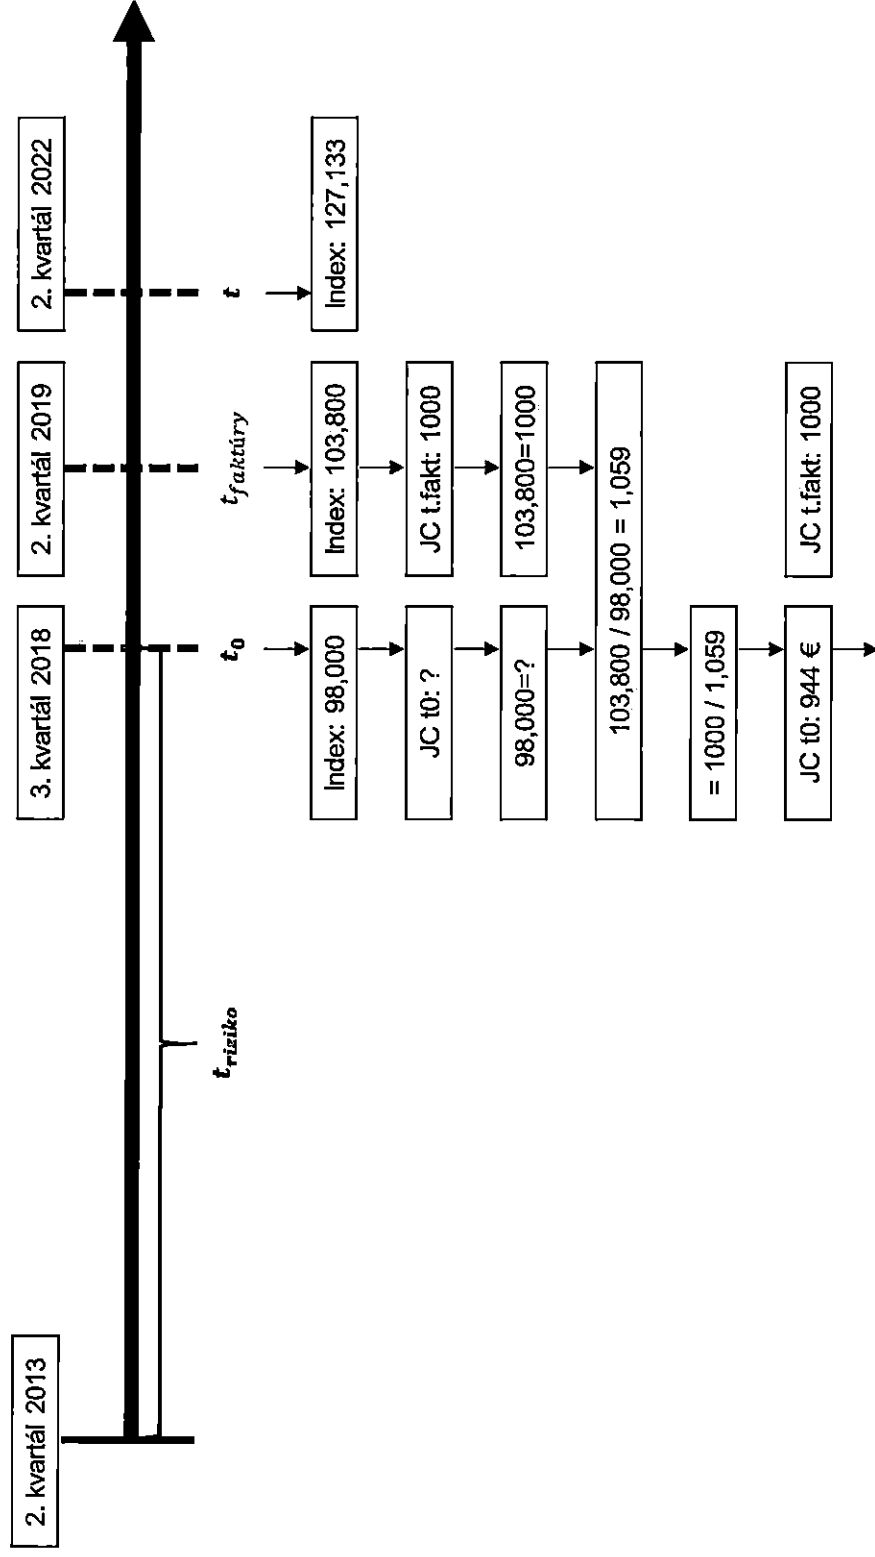 2. kvartál 2013
3. kvartál 2018
2. kvartál 2019
2. kvartál 2022
t_riziko
t_0
t_faktúry
t
Index: 98,000
Index: 103,800
Index: 127,133
JC t0: ?
JC t.fakt: 1000
98,000=?
103,800=1000
103,800 / 98,000 = 1,059
= 1000 / 1,059
JC t0: 944 €
JC t.fakt: 1000